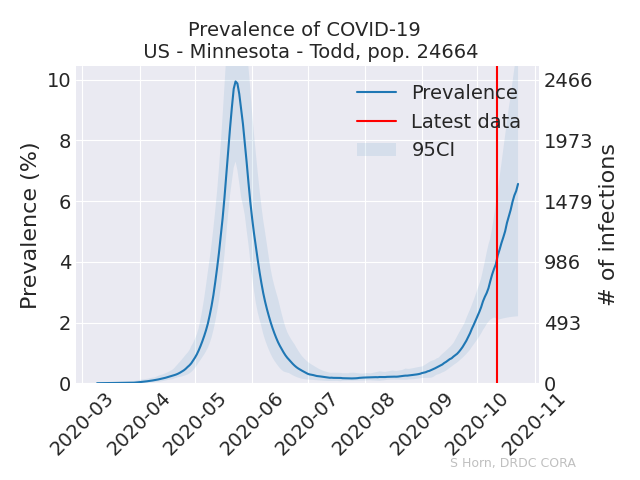 Prevalence of COVID-19
US - Minnesota - Todd, pop. 24664
Prevalence (%)
10
8
6
4
2
0
Prevalence
Latest data
95CI
2466
1973
1479
986
493
0
# of infections
2020-03
2020-04
2020-05
2020-06
2020-07
2020-08
2020-09
2020-10
2020-11
S Horn, DRDC CORA